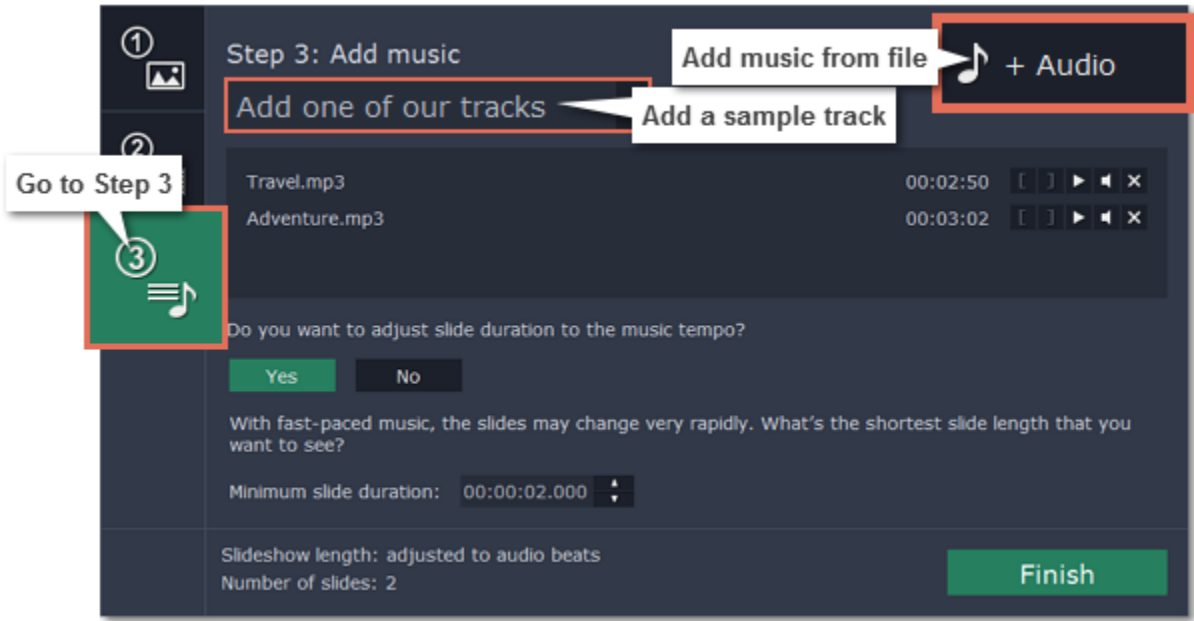 1
Step 3: Add music
Add music from file
+ Audio
Add one of our tracks
Add a sample track
2
Go to Step 3
Travel.mp3 00:02:50 [ ]
Adventure.mp3 00:03:02 [ ]
3
Do you want to adjust slide duration to the music tempo?
Yes No
With fast-paced music, the slides may change very rapidly. What's the shortest slide length that you
want to see?
Minimum slide duration: 00:00:02.000
Slideshow length: adjusted to audio beats
Number of slides: 2
Finish